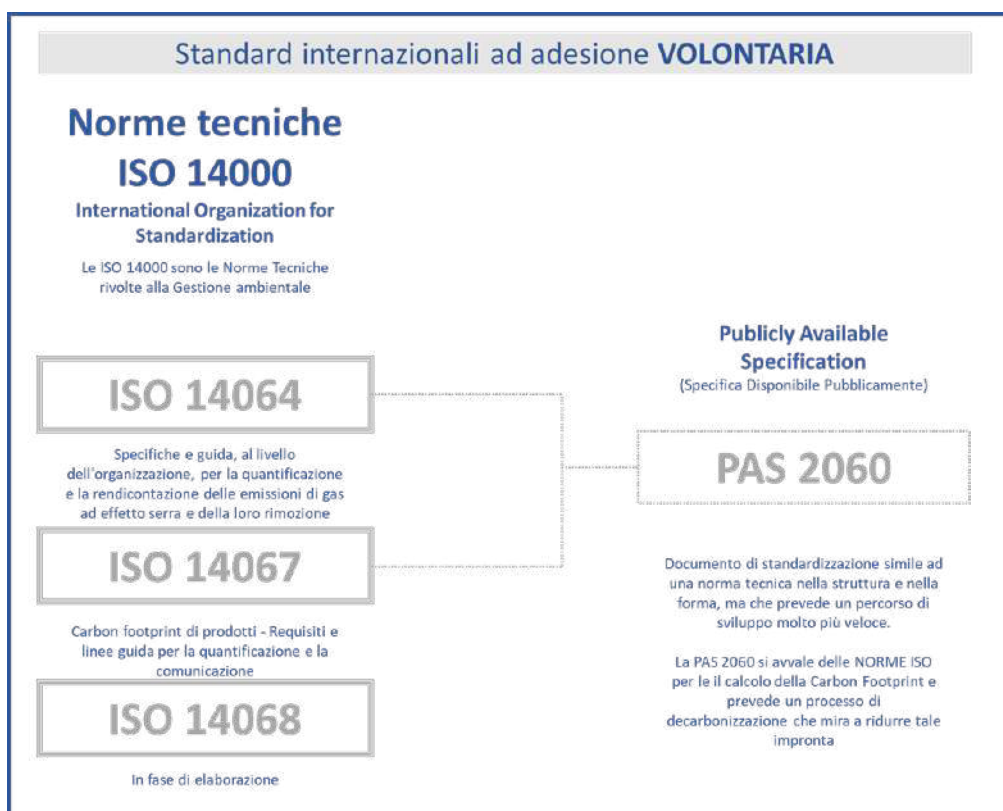 Standard internazionali ad adesione VOLONTARIA
Norme tecniche
ISO 14000
International Organization for
Standardization
Le ISO 14000 sono le Norme Tecniche
rivolte alla Gestione ambientale
ISO 14064
Specifiche e guida, al livello
dell'organizzazione, per la quantificazione
e la rendicontazione delle emissioni di gas
ad effetto serra e della loro rimozione
ISO 14067
Carbon footprint di prodotti - Requisiti e
linee guida per la quantificazione e la
comunicazione
ISO 14068
In fase di elaborazione
Publicly Available
Specification
(Specifica Disponibile Pubblicamente)
PAS 2060
Documento di standardizzazione simile ad
una norma tecnica nella struttura e nella
forma, ma che prevede un percorso di
sviluppo molto più veloce.
La PAS 2060 si avvale delle NORME ISO
per le il calcolo della Carbon Footprint e
prevede un processo di
decarbonizzazione che mira a ridurre tale
impronta